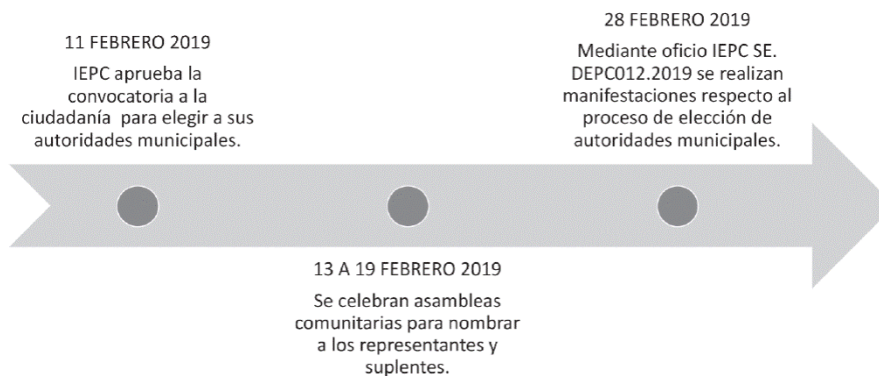 11 FEBRERO 2019
IEPC aprueba la
convocatoria a la
ciudadanía para elegir a sus
autoridades municipales.
13 A 19 FEBRERO 2019
Se celebran asambleas
comunitarias para nombrar
a los representantes y
suplentes.
28 FEBRERO 2019
Mediante oficio IEPC SE.
DEPC012.2019 se realizan
manifestaciones respecto al
proceso de elección de
autoridades municipales.